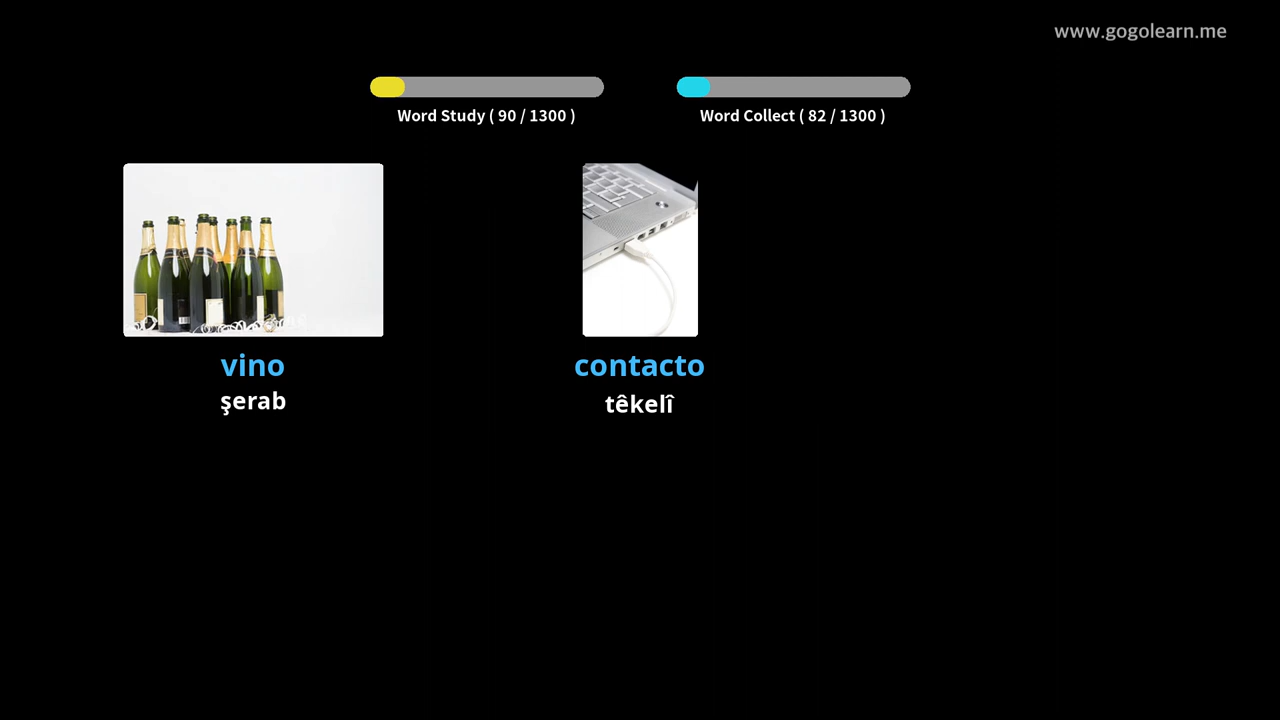 www.gogolearn.me
Word Study ( 90 / 1300 )
Word Collect ( 82 / 1300 )
vino
şerab
contacto
têkelî